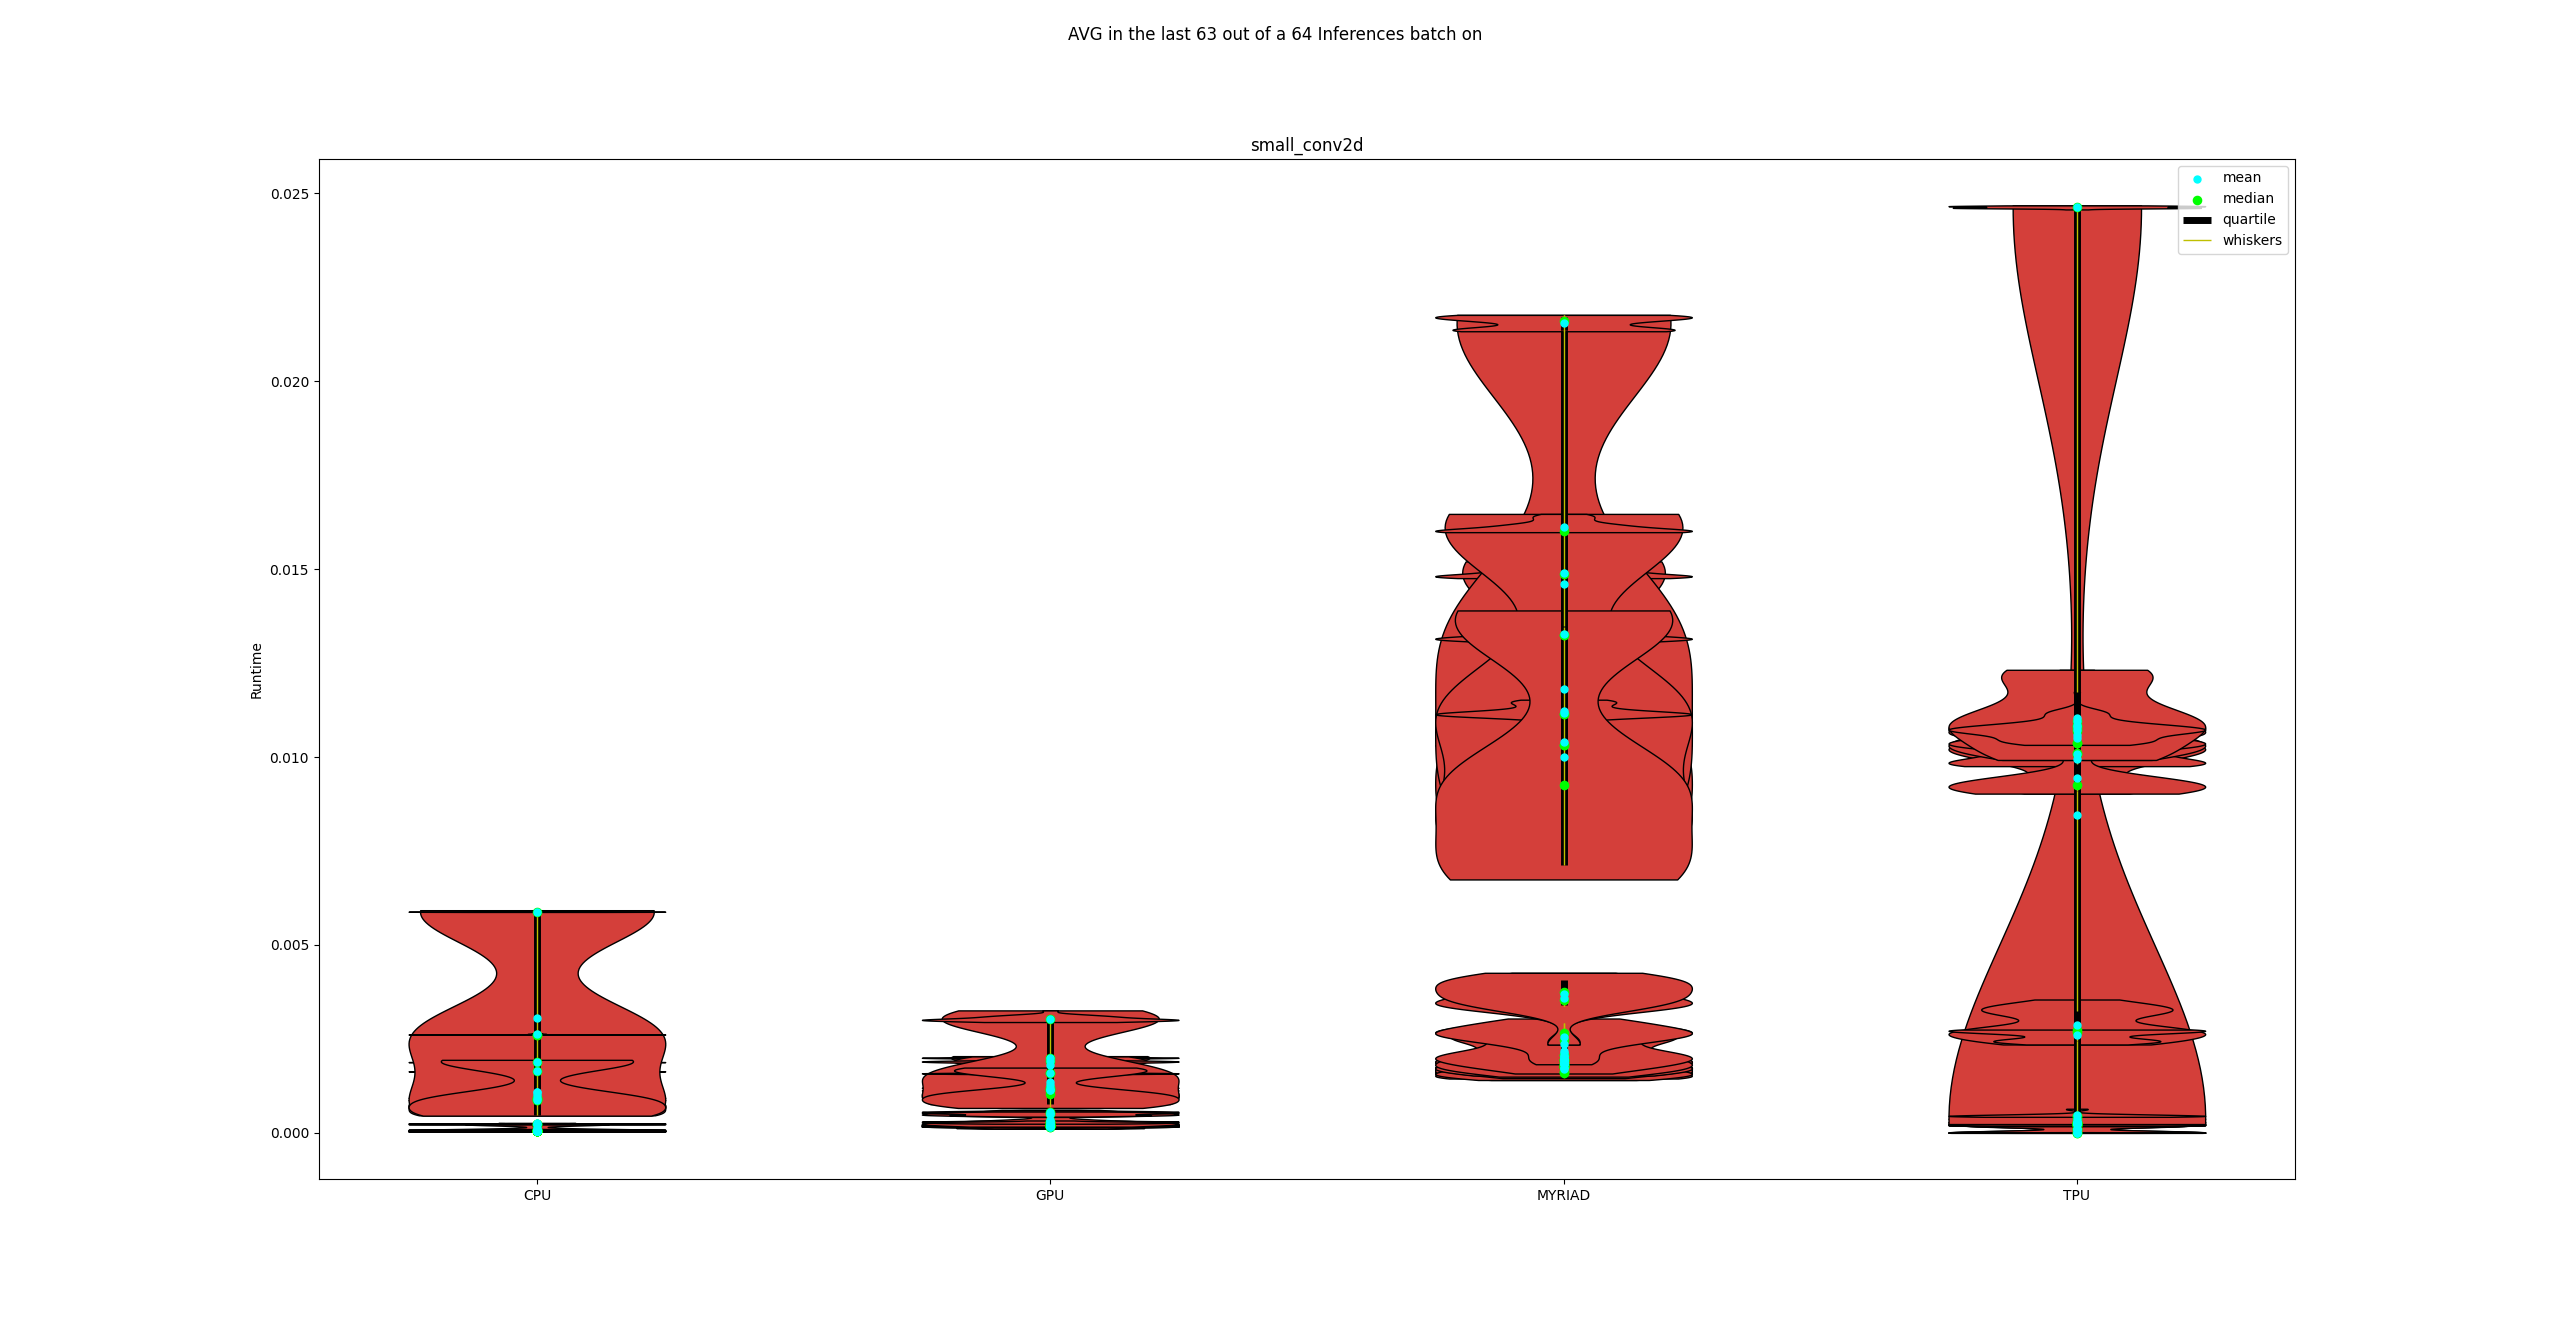 AVG in the last 63 out of a 64 Inferences batch on
small_conv2d
mean
median
quartile
whiskers
Runtime
0.025
0.020
0.015
0.010
0.005
0.000
CPU
GPU
MYRIAD
TPU